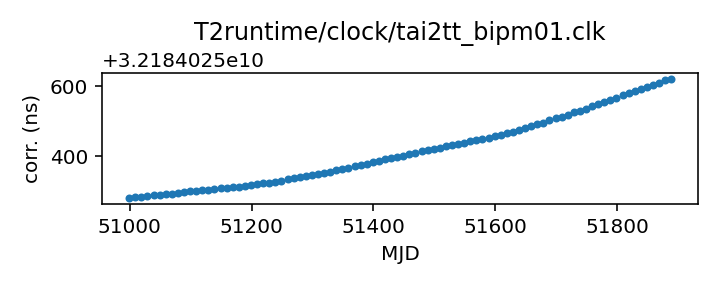 T2runtime/clock/tai2tt_bipm01.clk
+3.2184025e10
600
400
corr. (ns)
51000 51200 51400 51600 51800
MJD